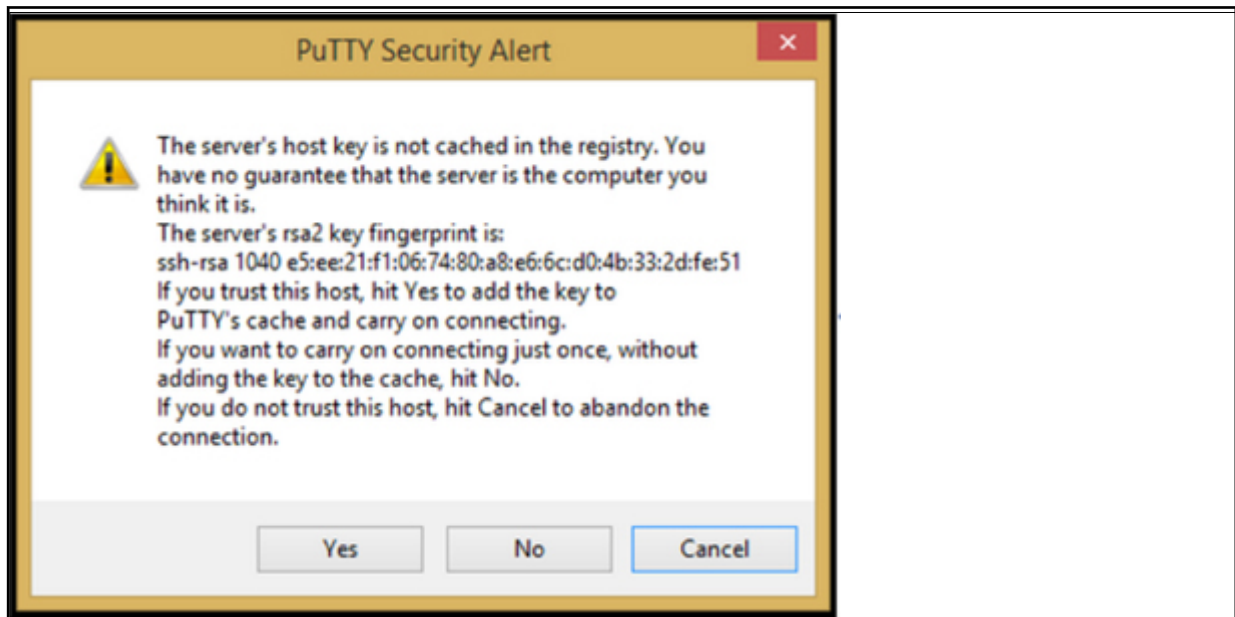 PuTTY Security Alert
The server's host key is not cached in the registry. You
have no guarantee that the server is the computer you
think it is.
The server's rsa2 key fingerprint is:
ssh-rsa 1040 e5:ee:21:f1:06:74:80:a8:e6:6c:d0:4b:33:2d:fe:51
If you trust this host, hit Yes to add the key to
PuTTY's cache and carry on connecting.
If you want to carry on connecting just once, without
adding the key to the cache, hit No.
If you do not trust this host, hit Cancel to abandon the
connection.
Yes
No
Cancel